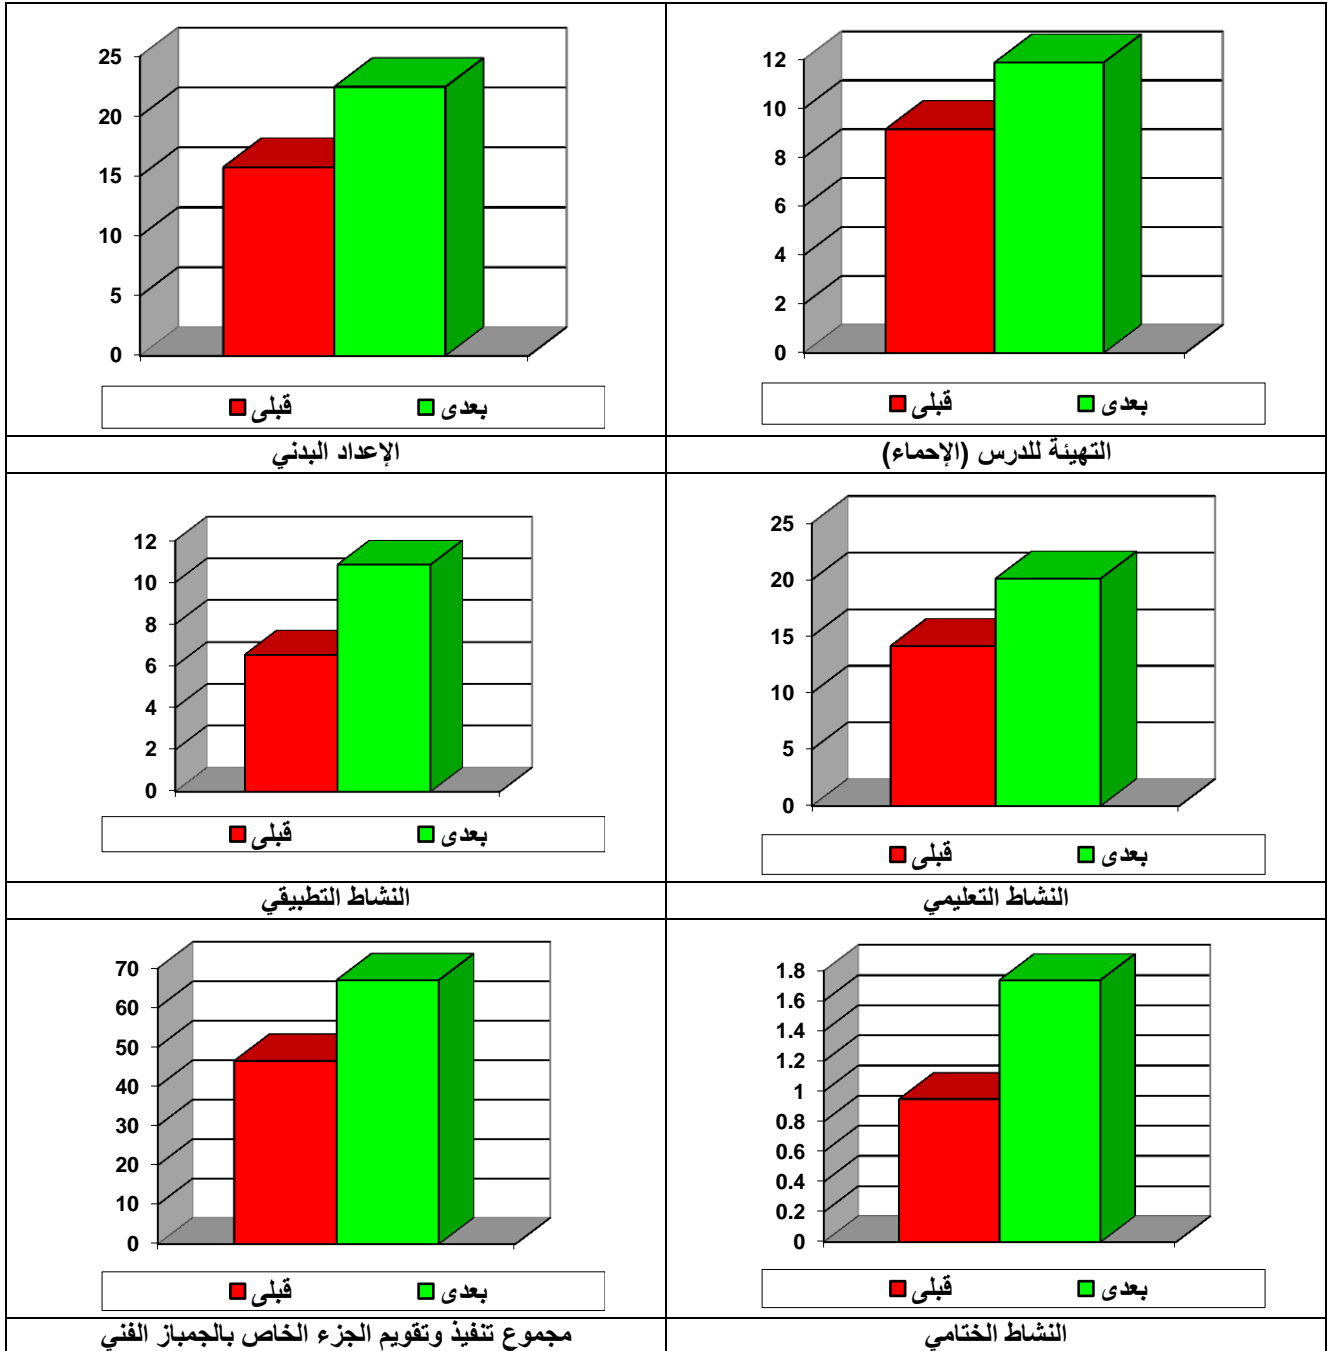 12
10
8
6
4
2
0
قبلى
بعدى
التهيئة للدرس (الإحماء)
25
20
15
10
5
0
قبلى
بعدى
الإعداد البدني
25
20
15
10
5
0
قبلى
بعدى
النشاط التعليمي
12
10
8
6
4
2
0
قبلى
بعدى
النشاط التطبيقي
1.8
1.6
1.4
1.2
1
0.8
0.6
0.4
0.2
0
قبلى
بعدى
النشاط الختامي
70
60
50
40
30
20
10
0
قبلى
بعدى
مجموع تنفيذ وتقويم الجزء الخاص بالجمباز الفني